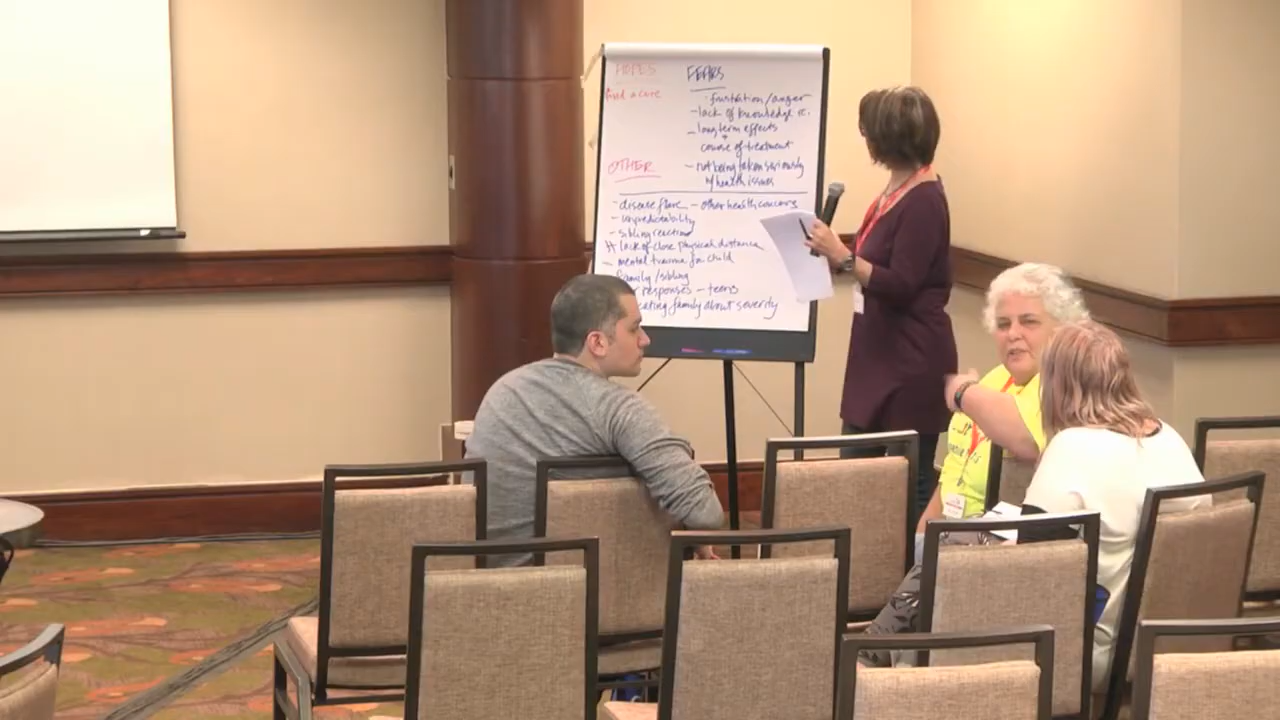 HOPES
FEARS
find a cure
- frustration/anger
- lack of knowledge re.
- long term effects
+
course of treatment
OTHER
- not being taken seriously
w/ health issues
- disease flare - other health concerns
- unpredictability
- sibling reaction
lack of close physical distance
- mental trauma for child
family/sibling
responses - teens
about severity